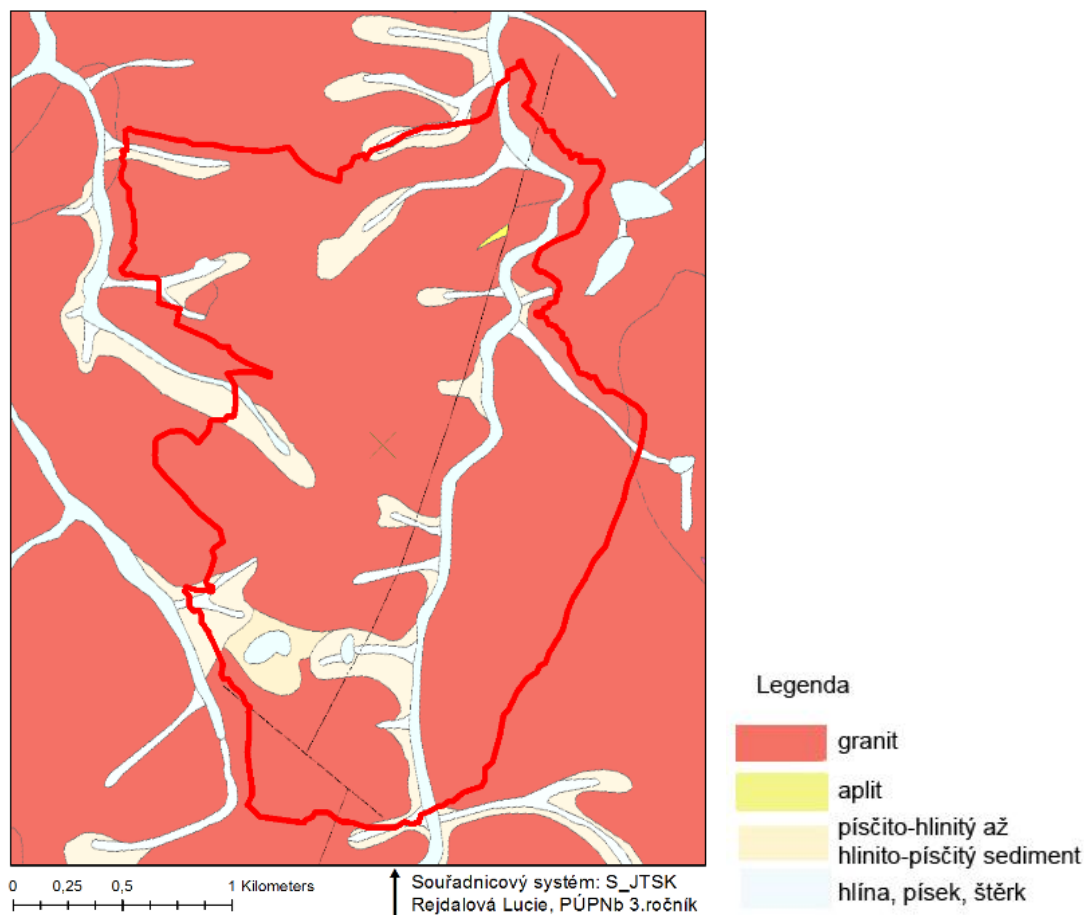 Legenda
granit
aplit
písčito-hlinitý až
hlinito-písčitý sediment
hlína, písek, štěrk
0 0,25 0,5 1 Kilometers
Souřadnicový systém: S_JTSK
Rejdalová Lucie, PÚPNb 3.ročník